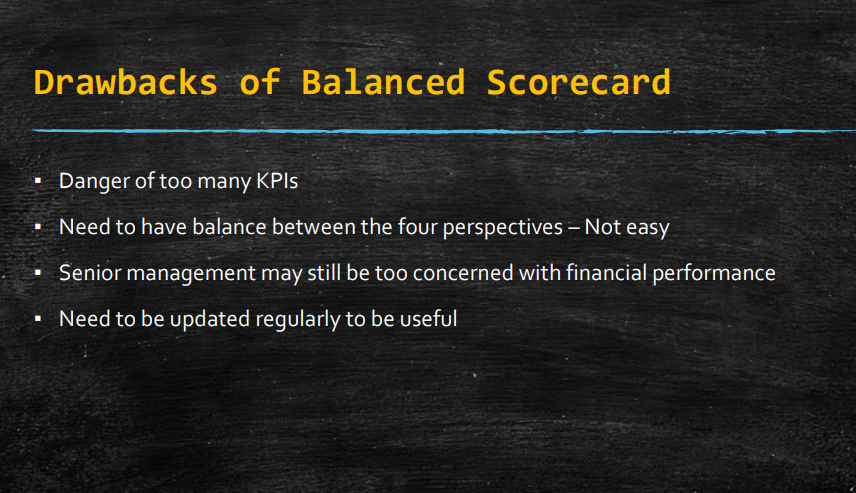 Drawbacks of Balanced Scorecard
▪ Danger of too many KPIs
▪ Need to have balance between the four perspectives – Not easy
▪ Senior management may still be too concerned with financial performance
▪ Need to be updated regularly to be useful